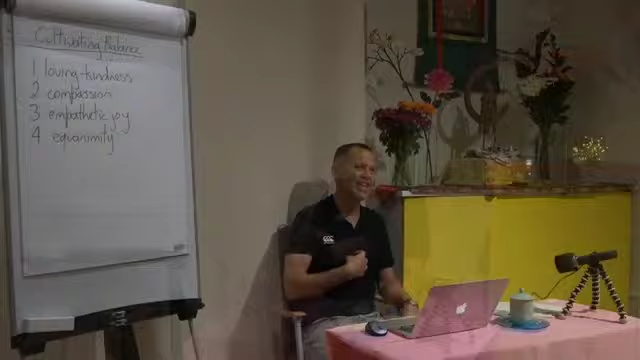 Cultivating Balance
1 loving-kindness
2 compassion
3 empathetic joy
4 equanimity